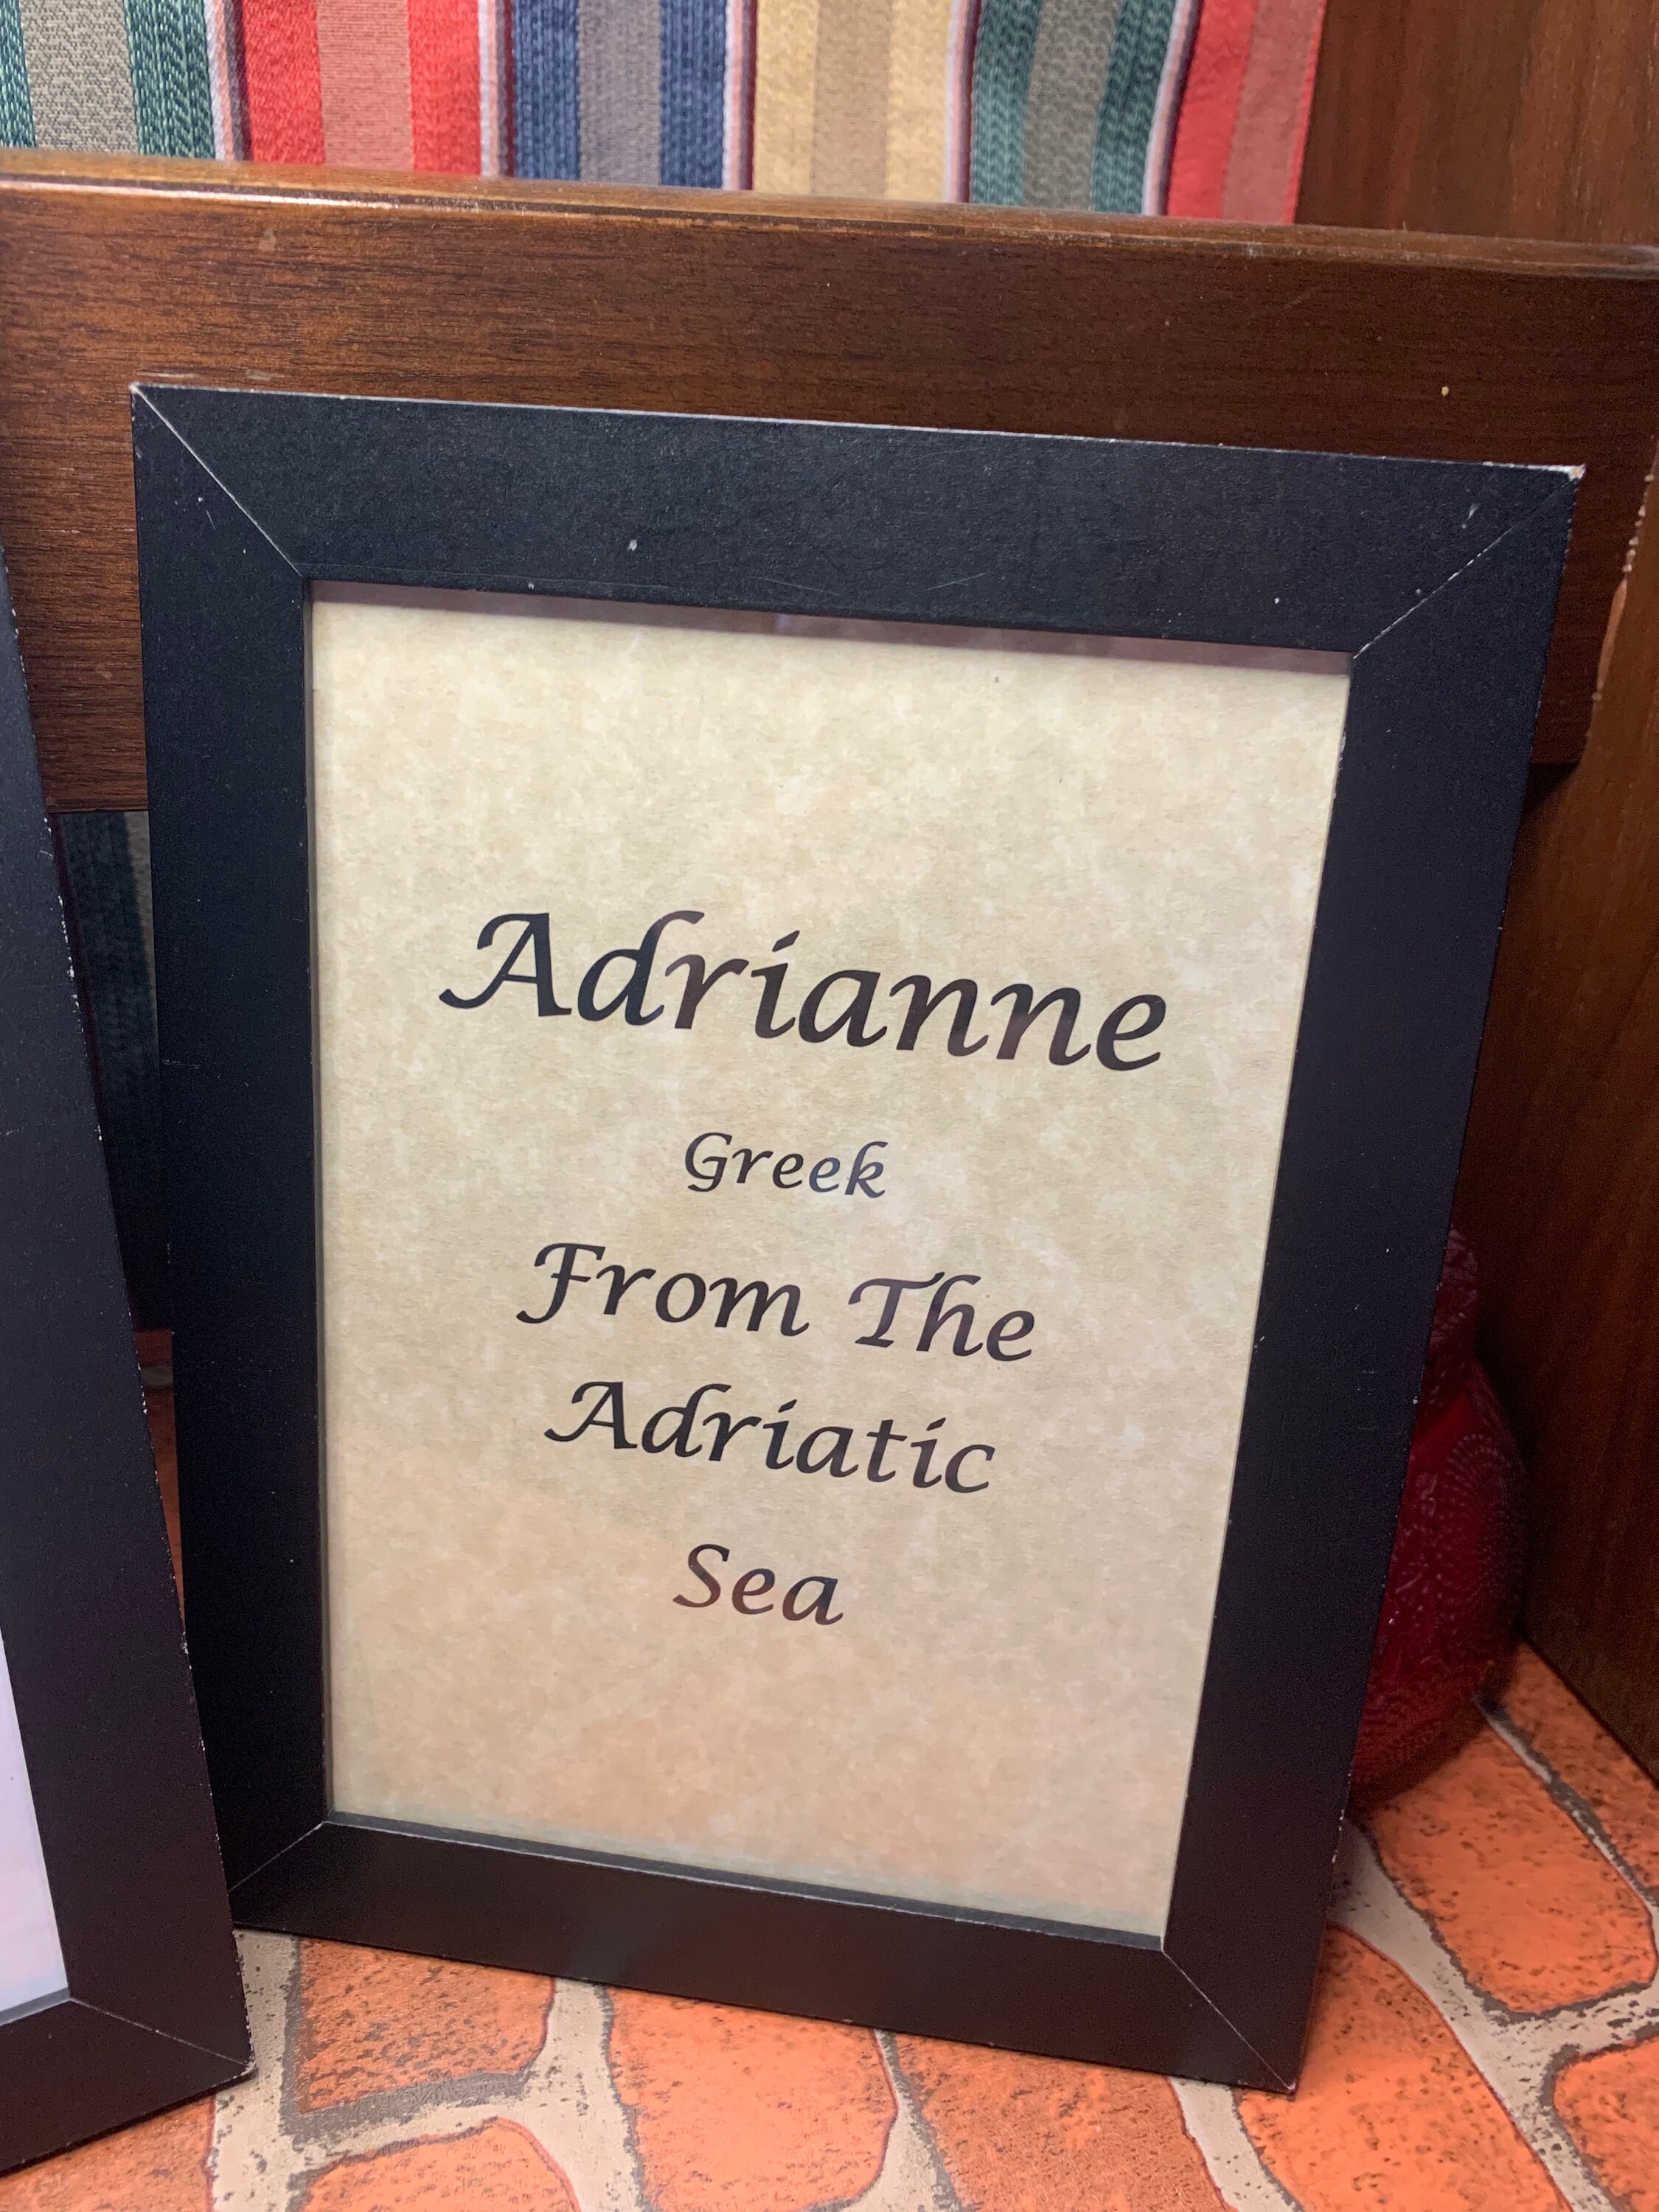 Adrianne
Greek
From The
Adriatic
Sea